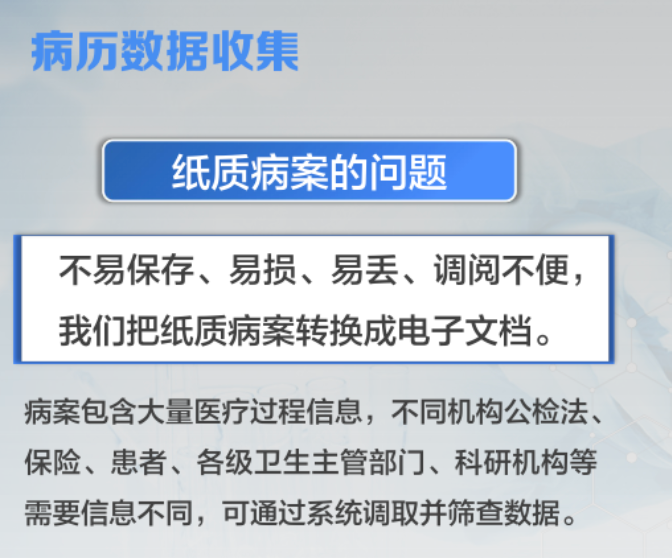 病历数据收集
纸质病案的问题
不易保存、易损、易丢、调阅不便，
我们把纸质病案转换成电子文档。
病案包含大量医疗过程信息，不同机构公检法、
保险、患者、各级卫生主管部门、科研机构等
需要信息不同，可通过系统调取并筛查数据。